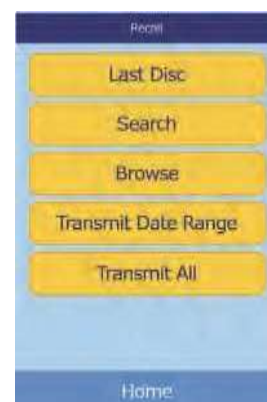 Recall
Last Disc
Search
Browse
Transmit Date Range
Transmit All
Home